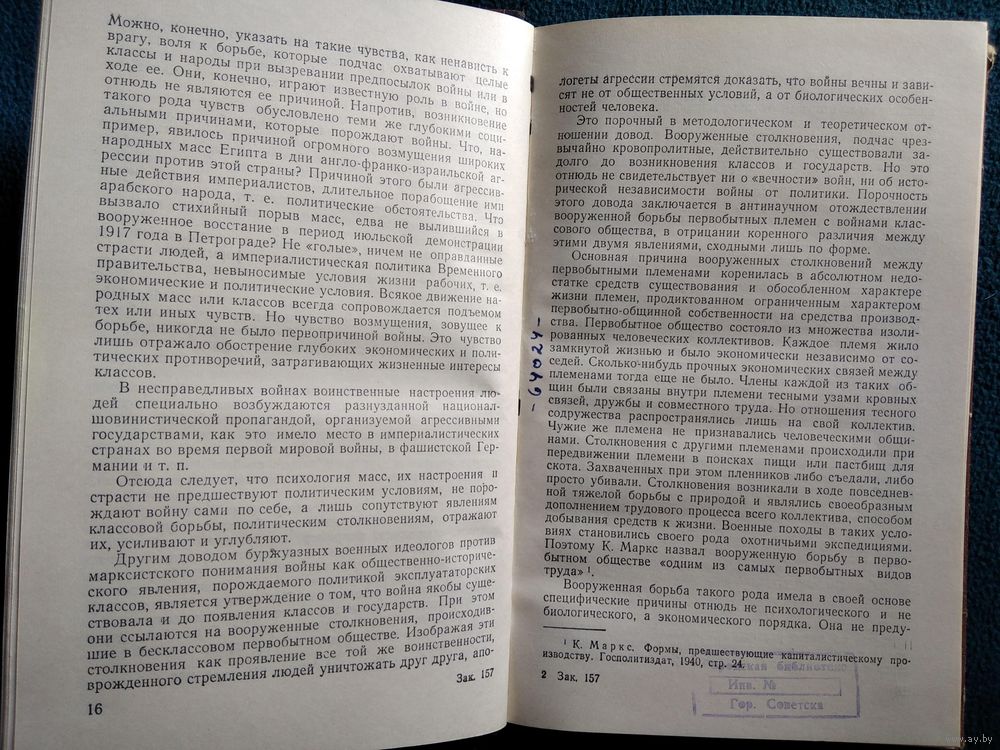 Можно, конечно, указать на такие чувства, как ненависть к
врагу, воля к борьбе, которые подчас охватывают целые
классы и народы при вызревании предпосылок войны или в
ходе ее. Они, конечно, играют известную роль в войне, но
отнюдь не являются ее причиной. Напротив, возникновение
такого рода чувств обусловлено теми же глубокими соци-
альными причинами, которые порождают войны. Что, на-
пример, явилось причиной огромного возмущения широких
народных масс Египта в дни англо-франко-израильской аг-
рессии против этой страны? Причиной этого были агрессив-
ные действия империалистов, длительное порабощение ими
арабского народа, т. е. политические обстоятельства. Что
вызвало стихийный порыв масс, едва не вылившийся в
вооруженное восстание в период июльской демонстрации
1917 года в Петрограде? Не «голые», ничем не оправданные
страсти людей, а империалистическая политика Временного
правительства, невыносимые условия жизни рабочих, т. е.
экономические и политические условия. Всякое движение на-
родных масс или классов всегда сопровождается подъемом
тех или иных чувств. Но чувство возмущения, зовущее к
борьбе, никогда не было первопричиной войны. Это чувство
лишь отражало обострение глубоких экономических и поли-
тических противоречий, затрагивающих жизненные интересы
классов.
В несправедливых войнах воинственные настроения лю-
дей специально возбуждаются разнузданной национал-
шовинистической пропагандой, организуемой агрессивными
государствами, как это имело место в империалистических
странах во время первой мировой войны, в фашистской Гер-
мании и т. п.
Отсюда следует, что психология масс, их настроения и
страсти не предшествуют политическим условиям, не поро-
ждают войну сами по себе, а лишь сопутствуют явлениям
классовой борьбы, политическим столкновениям, отражают
их, усиливают и углубляют.
Другим доводом буржуазных военных идеологов против
марксистского понимания войны как общественно-историче-
ского явления, порождаемого политикой эксплуататорских
классов, является утверждение о том, что война якобы суще-
ствовала и до появления классов и государств. При этом
они ссылаются на вооруженные столкновения, происходив-
шие в бесклассовом первобытном обществе. Изображая эти
столкновения как проявление все той же воинственности,
врожденного стремления людей уничтожать друг друга, апо-
Зак. 157
16
логеты агрессии стремятся доказать, что войны вечны и зави-
сят не от общественных условий, а от биологических особен-
ностей человека.
Это порочный в методологическом и теоретическом от-
ношении довод. Вооруженные столкновения, подчас чрез-
вычайно кровопролитные, действительно существовали за-
долго до возникновения классов и государств. Но это
отнюдь не свидетельствует ни о «вечности» войн, ни об исто-
рической независимости войны от политики. Порочность
этого довода заключается в антинаучном отождествлении
вооруженной борьбы первобытных племен с войнами клас-
сового общества, в отрицании коренного различия между
этими двумя явлениями, сходными лишь по форме.
Основная причина вооруженных столкновений между
первобытными племенами коренилась в абсолютном недо-
статке средств существования и обособленном характере
жизни племен, продиктованном ограниченным характером
первобытно-общинной собственности на средства производ-
ства. Первобытное общество состояло из множества изоли-
рованных человеческих коллективов. Каждое племя жило
замкнутой жизнью и было экономически независимо от со-
седей. Сколько-нибудь прочных экономических связей между
племенами тогда еще не было. Члены каждой из таких об-
щин были связаны внутри племени тесными узами кровных
связей, дружбы и совместного труда. Но отношения тесного
содружества распространялись лишь на свой коллектив.
Чужие же племена не признавались человеческими общи-
нами. Столкновения с другими племенами происходили при
передвижении племени в поисках пищи или пастбищ для
скота. Захваченных при этом пленников либо съедали, либо
просто убивали. Столкновения возникали в ходе повседнев-
ной тяжелой борьбы с природой и являлись своеобразным
дополнением трудового процесса всего коллектива, способом
добывания средств к жизни. Военные походы в таких усло-
виях становились своего рода охотничьими экспедициями.
Поэтому К. Маркс назвал вооруженную борьбу в перво-
бытном обществе «одним из самых первобытных видов
труда» ¹.
Вооруженная борьба такого рода имела в своей основе
специфические причины отнюдь не психологического и не
биологического, а экономического порядка. Она не преду-
¹ К. Маркс. Формы, предшествующие капиталистическому про-
изводству. Госполитиздат, 1940, стр. 24.
2 Зак. 157
-64024-
библиотека
Инв. №
Гор. Советска
www.ay.by